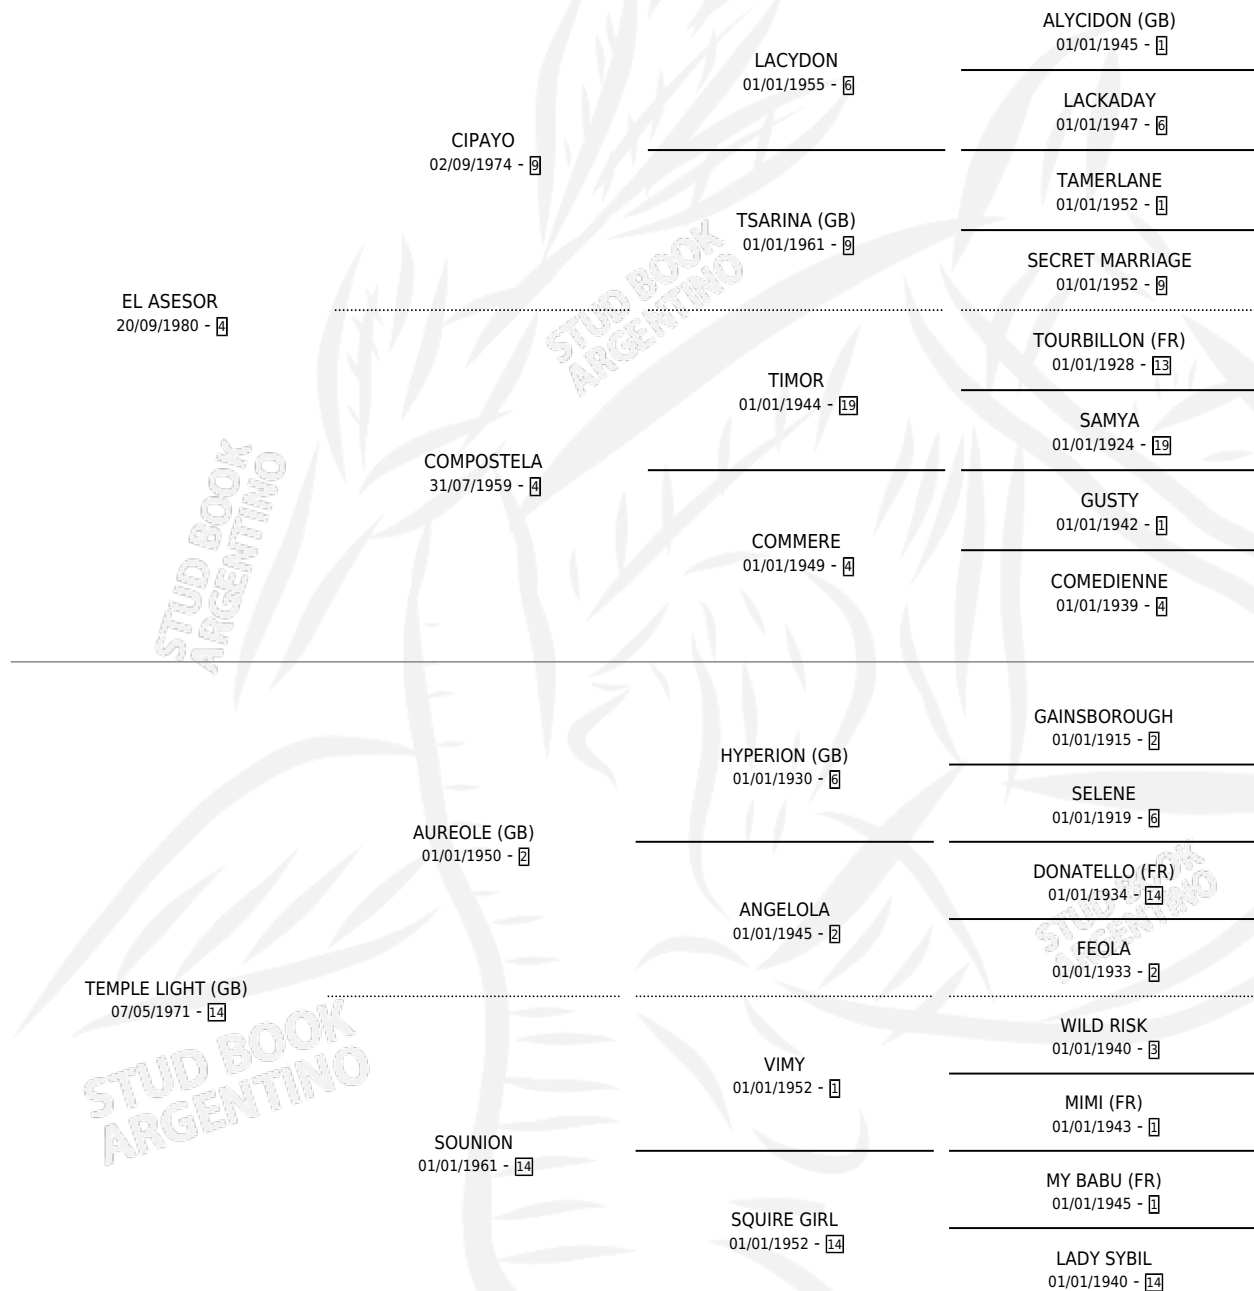 ALYCIDON (GB)
01/01/1945 - 1
LACYDON
01/01/1955 - 6
LACKADAY
01/01/1947 - 6
CIPAYO
02/09/1974 - 9
TAMERLANE
01/01/1952 - 1
TSARINA (GB)
01/01/1961 - 9
SECRET MARRIAGE
01/01/1952 - 9
EL ASESOR
20/09/1980 - 4
TOURBILLON (FR)
01/01/1928 - 13
TIMOR
01/01/1944 - 19
SAMYA
01/01/1924 - 19
COMPOSTELA
31/07/1959 - 4
GUSTY
01/01/1942 - 1
COMMERE
01/01/1949 - 4
COMEDIENNE
01/01/1939 - 4
GAINSBOROUGH
01/01/1915 - 2
HYPERION (GB)
01/01/1930 - 6
SELENE
01/01/1919 - 6
AUREOLE (GB)
01/01/1950 - 2
DONATELLO (FR)
01/01/1934 - 14
ANGELOLA
01/01/1945 - 2
FEOLA
01/01/1933 - 2
TEMPLE LIGHT (GB)
07/05/1971 - 14
WILD RISK
01/01/1940 - 3
VIMY
01/01/1952 - 1
MIMI (FR)
01/01/1943 - 1
SOUNION
01/01/1961 - 14
MY BABU (FR)
01/01/1945 - 1
SQUIRE GIRL
01/01/1952 - 14
LADY SYBIL
01/01/1940 - 14
STUD BOOK
ARGENTINO
STUD BOOK
ARGENTINO
STUD BOOK
ARGENTINO
STUD BOOK
ARGENTINO